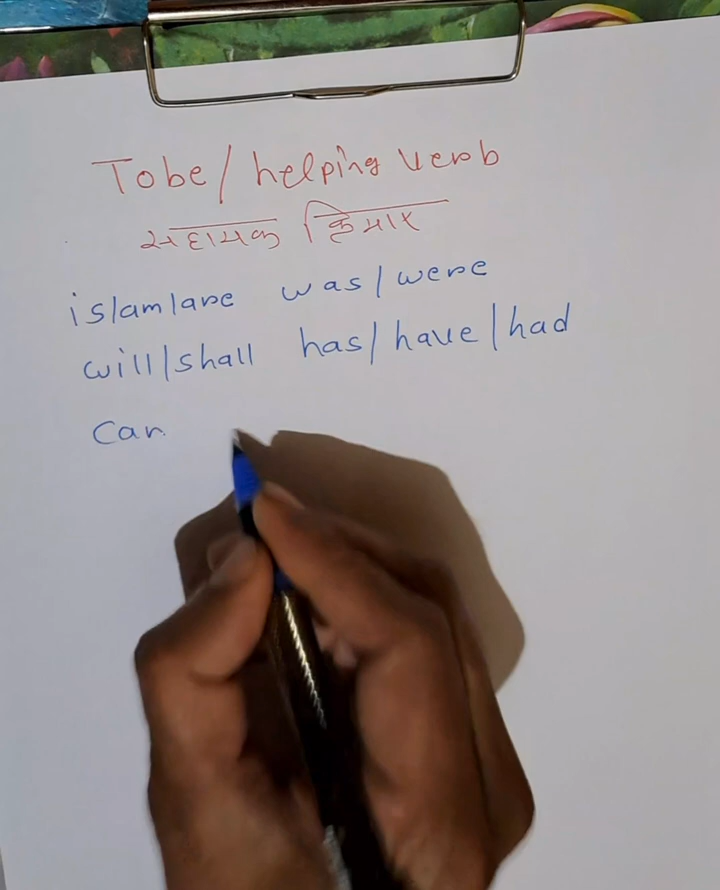 Tobe/helping verb
सहायक क्रियाए
is/am/are was/were
will/shall has/have/had
Can